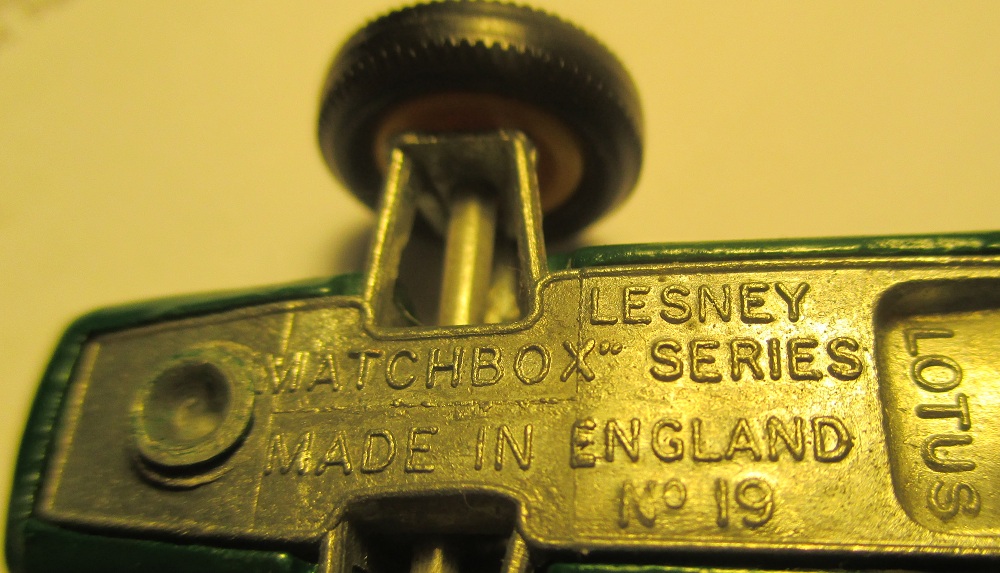 LESNEY
MATCHBOX" SERIES
MADE IN ENGLAND
Nº 19
LOTUS